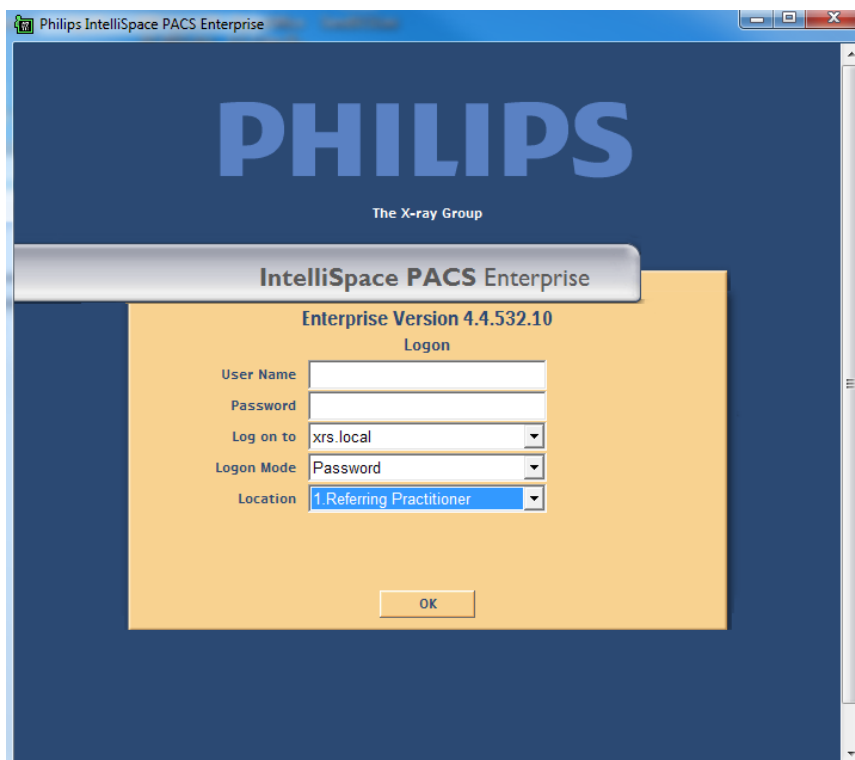 Philips IntelliSpace PACS Enterprise
PHILIPS
The X-ray Group
IntelliSpace PACS Enterprise
Enterprise Version 4.4.532.10
Logon
User Name
Password
Log on to xrs.local
Logon Mode Password
Location 1.Referring Practitioner
OK